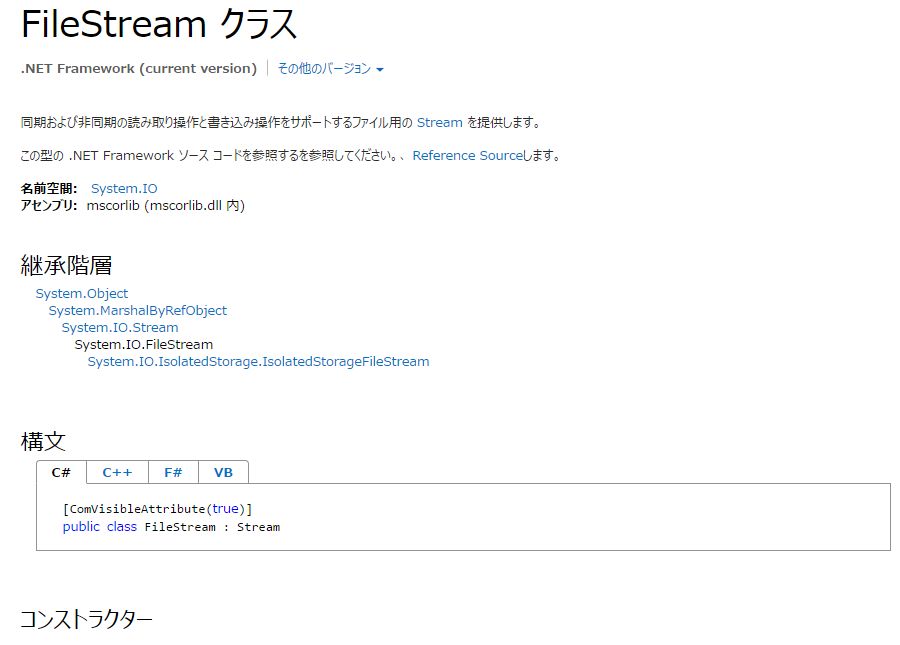 FileStream クラス
.NET Framework (current version) その他のバージョン
同期および非同期の読み取り操作と書き込み操作をサポートするファイル用の Stream を提供します。
この型の .NET Framework ソース コードを参照するを参照してください。、 Reference Sourceします。
名前空間: System.IO
アセンブリ: mscorlib (mscorlib.dll 内)
継承階層
System.Object
System.MarshalByRefObject
System.IO.Stream
System.IO.FileStream
System.IO.IsolatedStorage.IsolatedStorageFileStream
構文
C# C++ F# VB
[ComVisibleAttribute(true)]
public class FileStream : Stream
コンストラクター